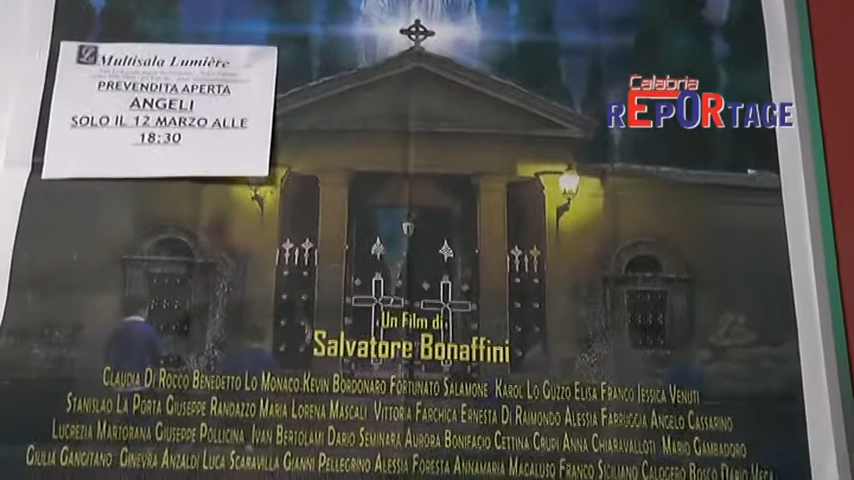 Multisala Lumière
PREVENDITA APERTA
ANGELI
SOLO IL 12 MARZO ALLE
18:30
Calabria
REPORTAGE
Un Film di
Salvatore Bonaffini
CLAUDIA DI ROCCO BENEDETTO LO MONACO KEVIN BORDONARO FORTUNATO SALAMONE KAROL LO GUZZO ELISA FRANCO JESSICA VENUTI
STANISLAO LA PORTA GIUSEPPE RANDAZZO MARIA LORENA MASCALI VITTORIA FARCHICA ERNESTA DI RAIMONDO ALESSIA FARRUGGIA ANGELO CASSARINO
LUCREZIA MARTORANA GIUSEPPE POLLICINA IVAN BERTOLAMI DARIO SEMINARA AURORA BONIFACIO CETTINA CRUPI ANNA CHIARAVALLOTI MARIO GAMBADORO
GIULIA GANGITANO GINEVRA ANZALDI LUCA SCARAVILLA GIANNI PELLEGRINO ALESSIA FORESTA ANNAMARIA MACALUSO FRANCO SICILIANO CALOGERO BOSCO DARIO